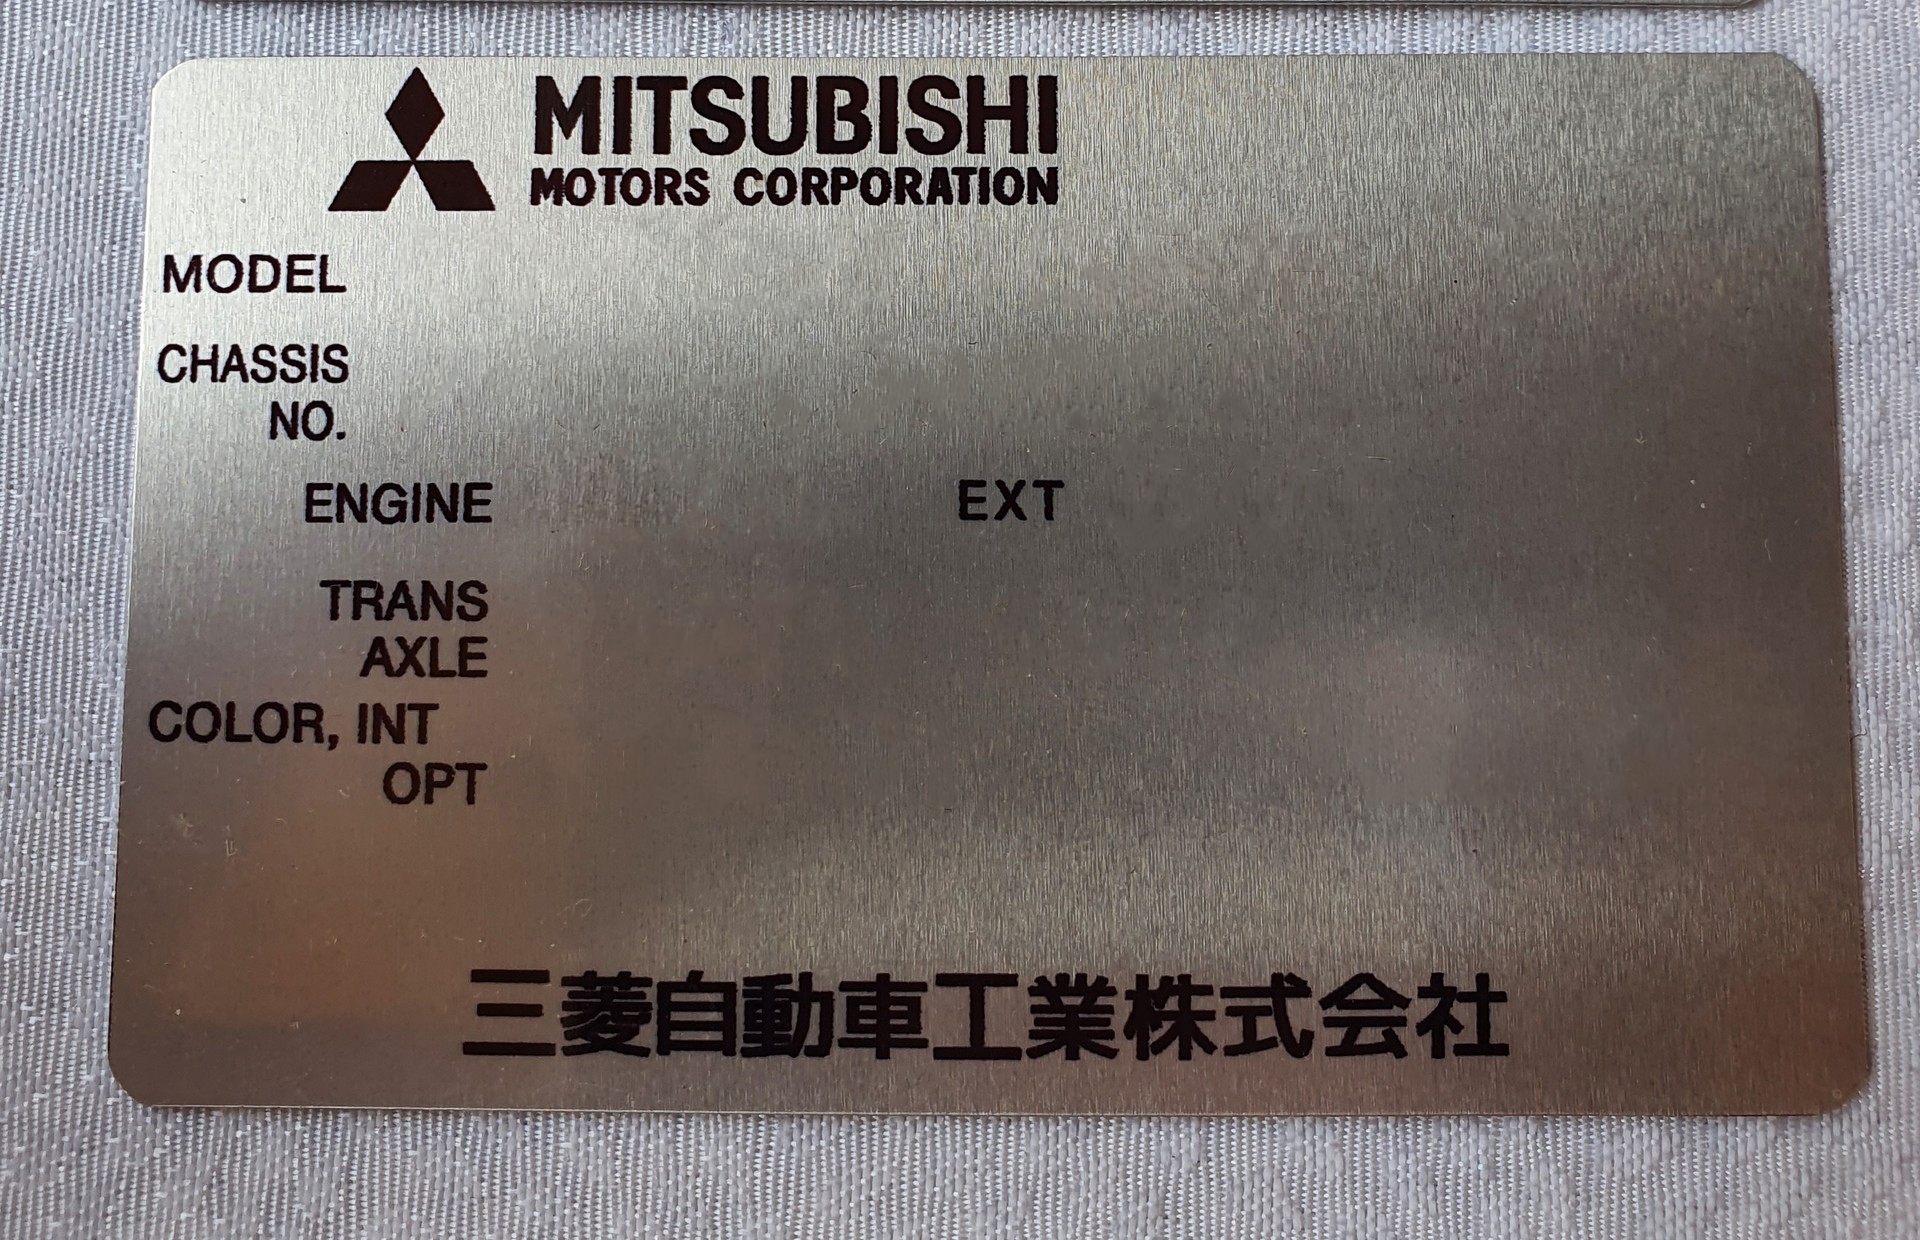 MITSUBISHI
MOTORS CORPORATION
MODEL
CHASSIS
NO.
ENGINE EXT
TRANS
AXLE
COLOR, INT
OPT
三菱自動車工業株式会社